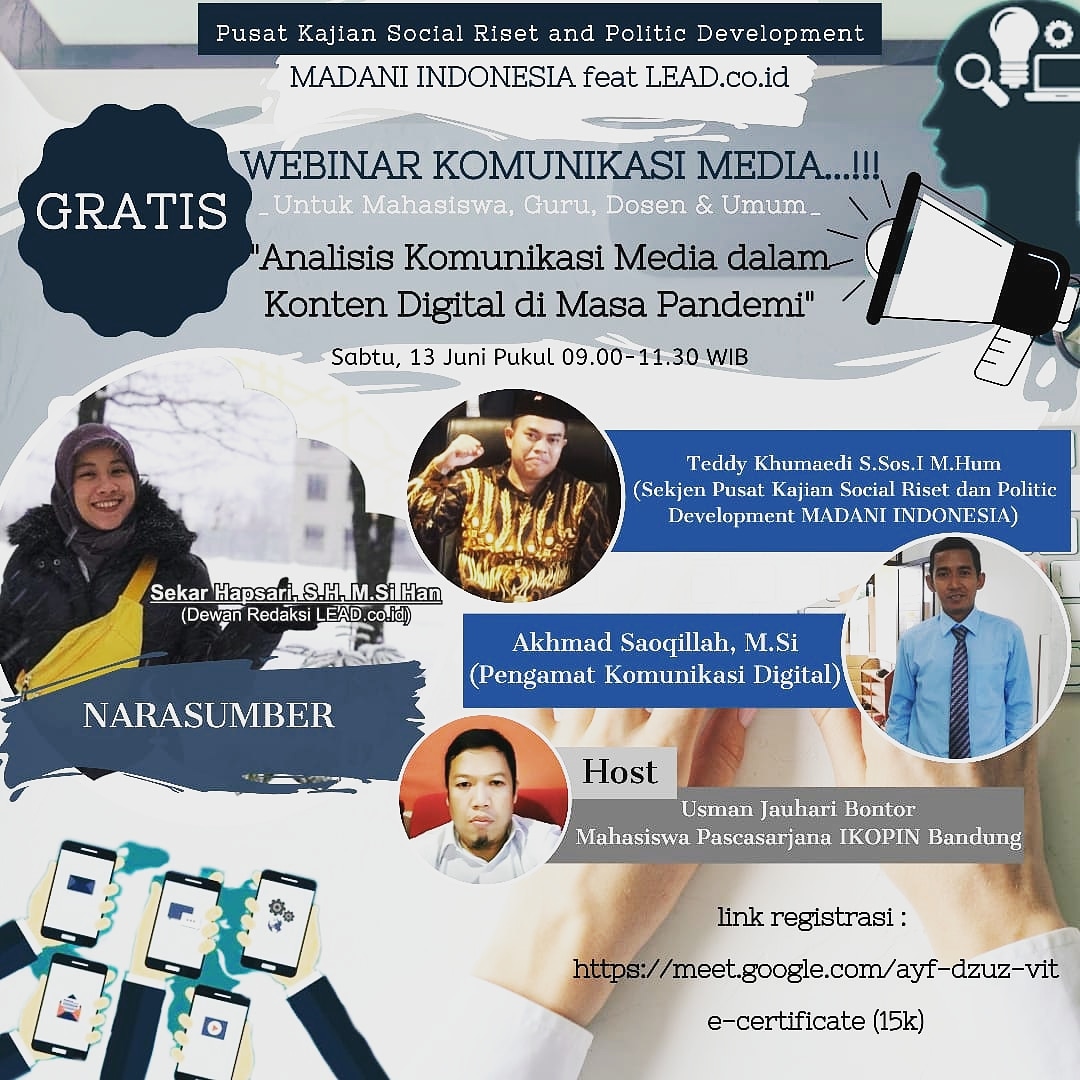 Pusat Kajian Social Riset and Politic Development
MADANI INDONESIA feat LEAD.co.id
GRATIS
WEBINAR KOMUNIKASI MEDIA...!!!
_Untuk Mahasiswa, Guru, Dosen & Umum_
"Analisis Komunikasi Media dalam
Konten Digital di Masa Pandemi"
Sabtu, 13 Juni Pukul 09.00-11.30 WIB
Teddy Khumaedi S.Sos.I M.Hum
(Sekjen Pusat Kajian Social Riset dan Politic
Development MADANI INDONESIA)
Sekar Hapsari, S.H, M.Si Han
(Dewan Redaksi LEAD.co.id)
Akhmad Saoqillah, M.Si
(Pengamat Komunikasi Digital)
NARASUMBER
Host
Usman Jauhari Bontor
Mahasiswa Pascasarjana IKOPIN Bandung
link registrasi :
https://meet.google.com/ayf-dzuz-vit
e-certificate (15k)